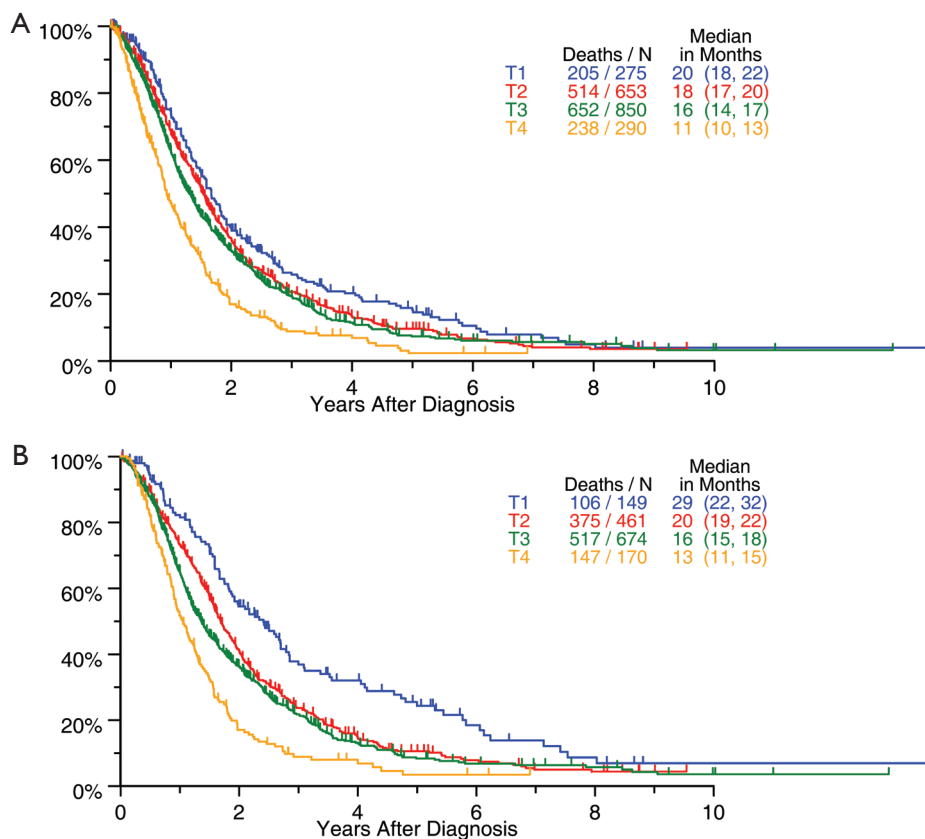 A
100%
80%
60%
40%
20%
0%
Median
Deaths / N in Months
T1 205 / 275 20 (18, 22)
T2 514 / 653 18 (17, 20)
T3 652 / 850 16 (14, 17)
T4 238 / 290 11 (10, 13)
0 2 4 6 8 10
Years After Diagnosis
B
100%
80%
60%
40%
20%
0%
Median
Deaths / N in Months
T1 106 / 149 29 (22, 32)
T2 375 / 461 20 (19, 22)
T3 517 / 674 16 (15, 18)
T4 147 / 170 13 (11, 15)
0 2 4 6 8 10
Years After Diagnosis